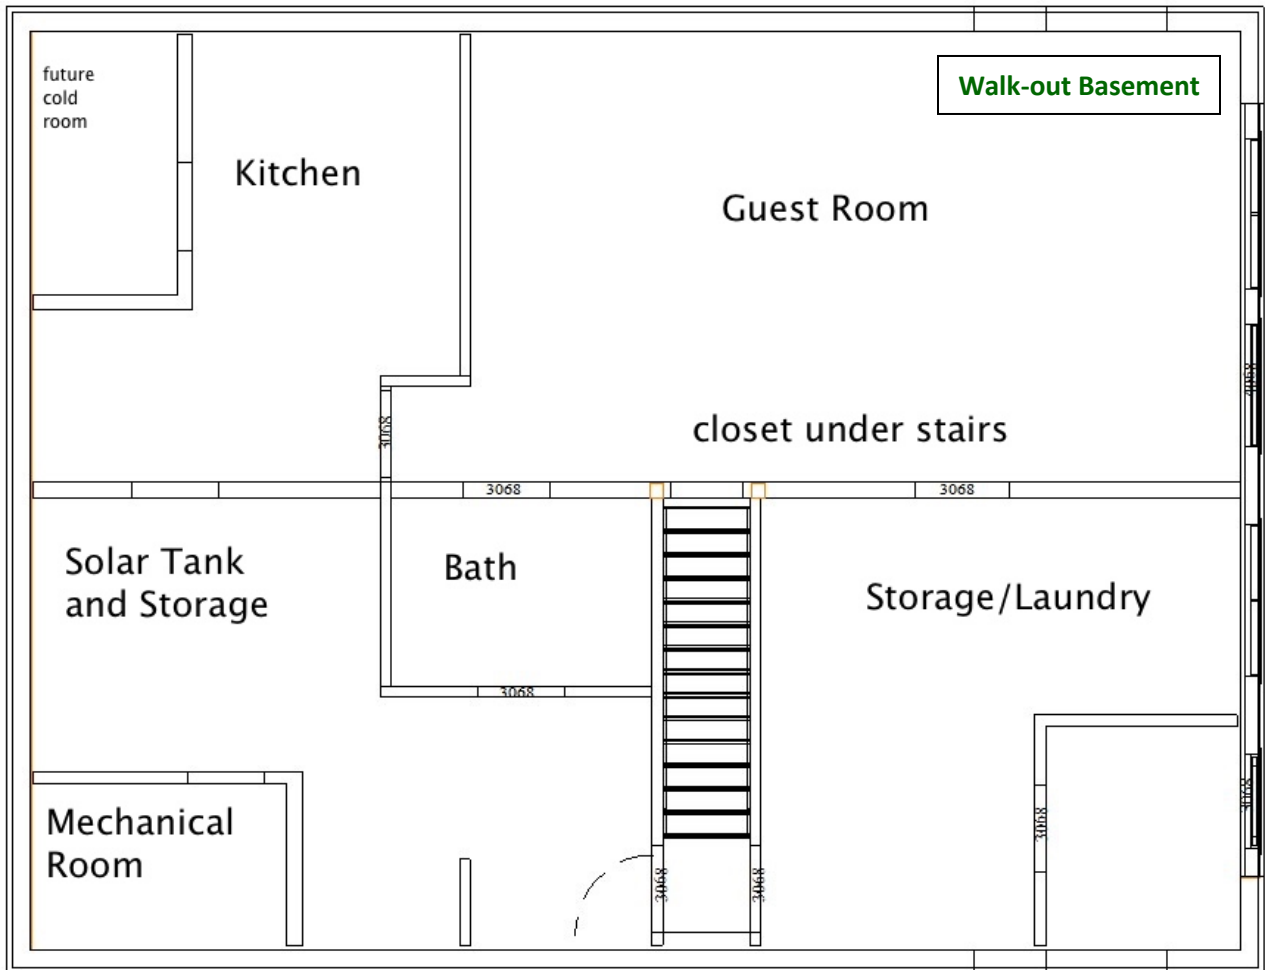 future
cold
room
Walk-out Basement
Kitchen
Guest Room
4068
closet under stairs
3068
3068
3068
Solar Tank
and Storage
Bath
Storage/Laundry
3068
3068
Mechanical
Room
3068
3068
3068